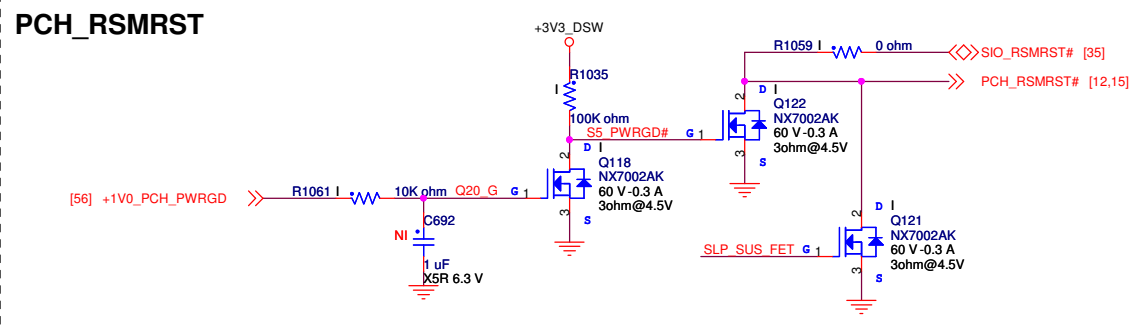 PCH_RSMRST
+3V3_DSW
R1059 I
0 ohm
SIO_RSMRST# [35]
R1035
I
PCH_RSMRST# [12,15]
2
D I
Q122
100K ohm
NX7002AK
S5_PWRGD#
G 1
60 V-0.3 A
3ohm@4.5V
2
D I
3
S
Q118
NX7002AK
[56] +1V0_PCH_PWRGD
R1061 I
10K ohm
Q20_G
G 1
60 V-0.3 A
3ohm@4.5V
3
S
2
D I
C692
Q121
NI
NX7002AK
SLP_SUS_FET
G 1
60 V-0.3 A
1 uF
3ohm@4.5V
X5R 6.3 V
3
S